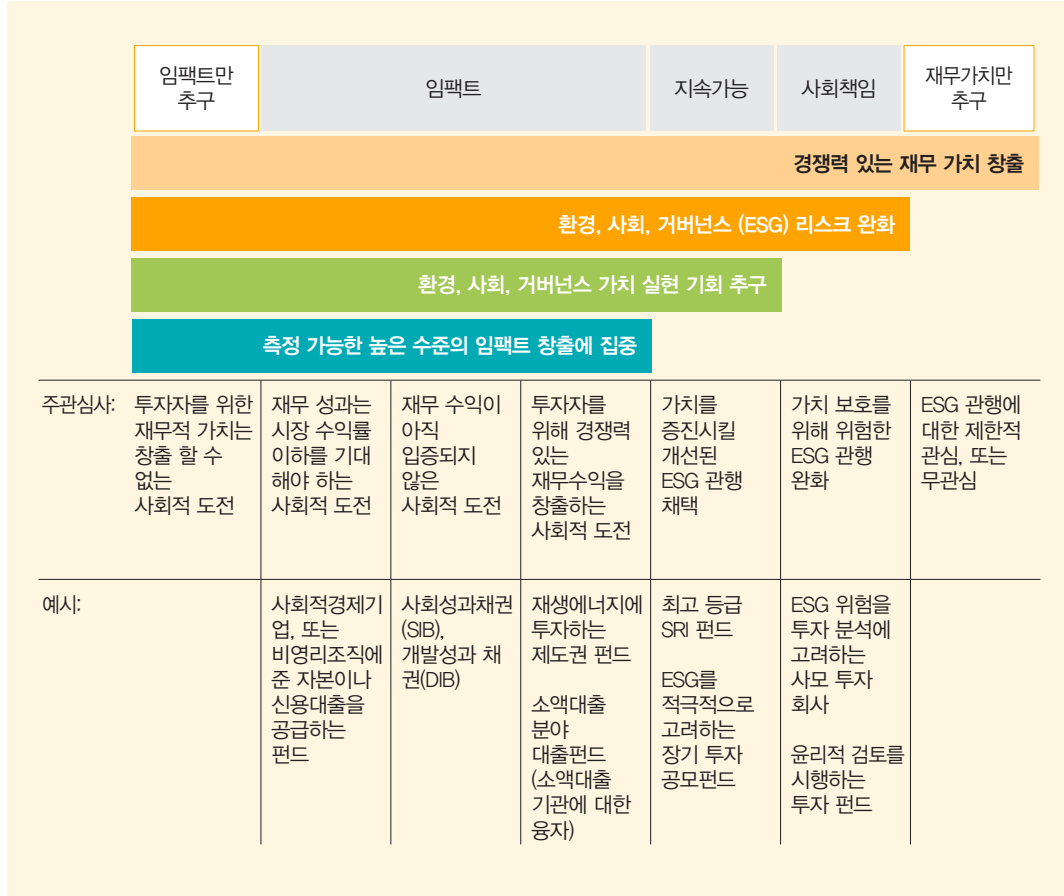 임팩트만
추구
임팩트
지속가능
사회책임
재무가치만
추구
경쟁력 있는 재무 가치 창출
환경, 사회, 거버넌스 (ESG) 리스크 완화
환경, 사회, 거버넌스 가치 실현 기회 추구
측정 가능한 높은 수준의 임팩트 창출에 집중
주관심사:
투자자를 위한
재무적 가치는
창출 할 수
없는
사회적 도전
재무 성과는
시장 수익률
이하를 기대
해야 하는
사회적 도전
재무 수익이
아직
입증되지
않은
사회적 도전
투자자를
위해 경쟁력
있는
재무수익을
창출하는
사회적 도전
가치를
증진시킬
개선된
ESG 관행
채택
가치 보호를
위해 위험한
ESG 관행
완화
ESG 관행에
대한 제한적
관심, 또는
무관심
예시:
사회적경제기
업, 또는
비영리조직에
준 자본이나
신용대출을
공급하는
펀드
사회성과채권
(SIB),
개발성과 채
권(DIB)
재생에너지에
투자하는
제도권 펀드
소액대출
분야
대출펀드
(소액대출
기관에 대한
융자)
최고 등급
SRI 펀드
ESG를
적극적으로
고려하는
장기 투자
공모펀드
ESG 위험을
투자 분석에
고려하는
사모 투자
회사
윤리적 검토를
시행하는
투자 펀드